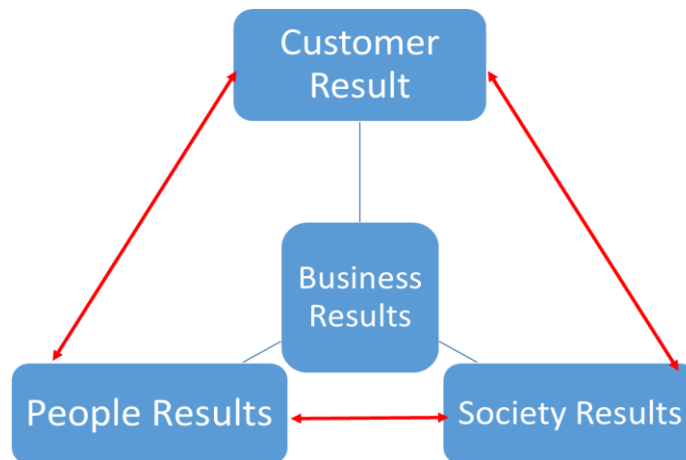 Customer
Result
Business
Results
People Results
Society Results